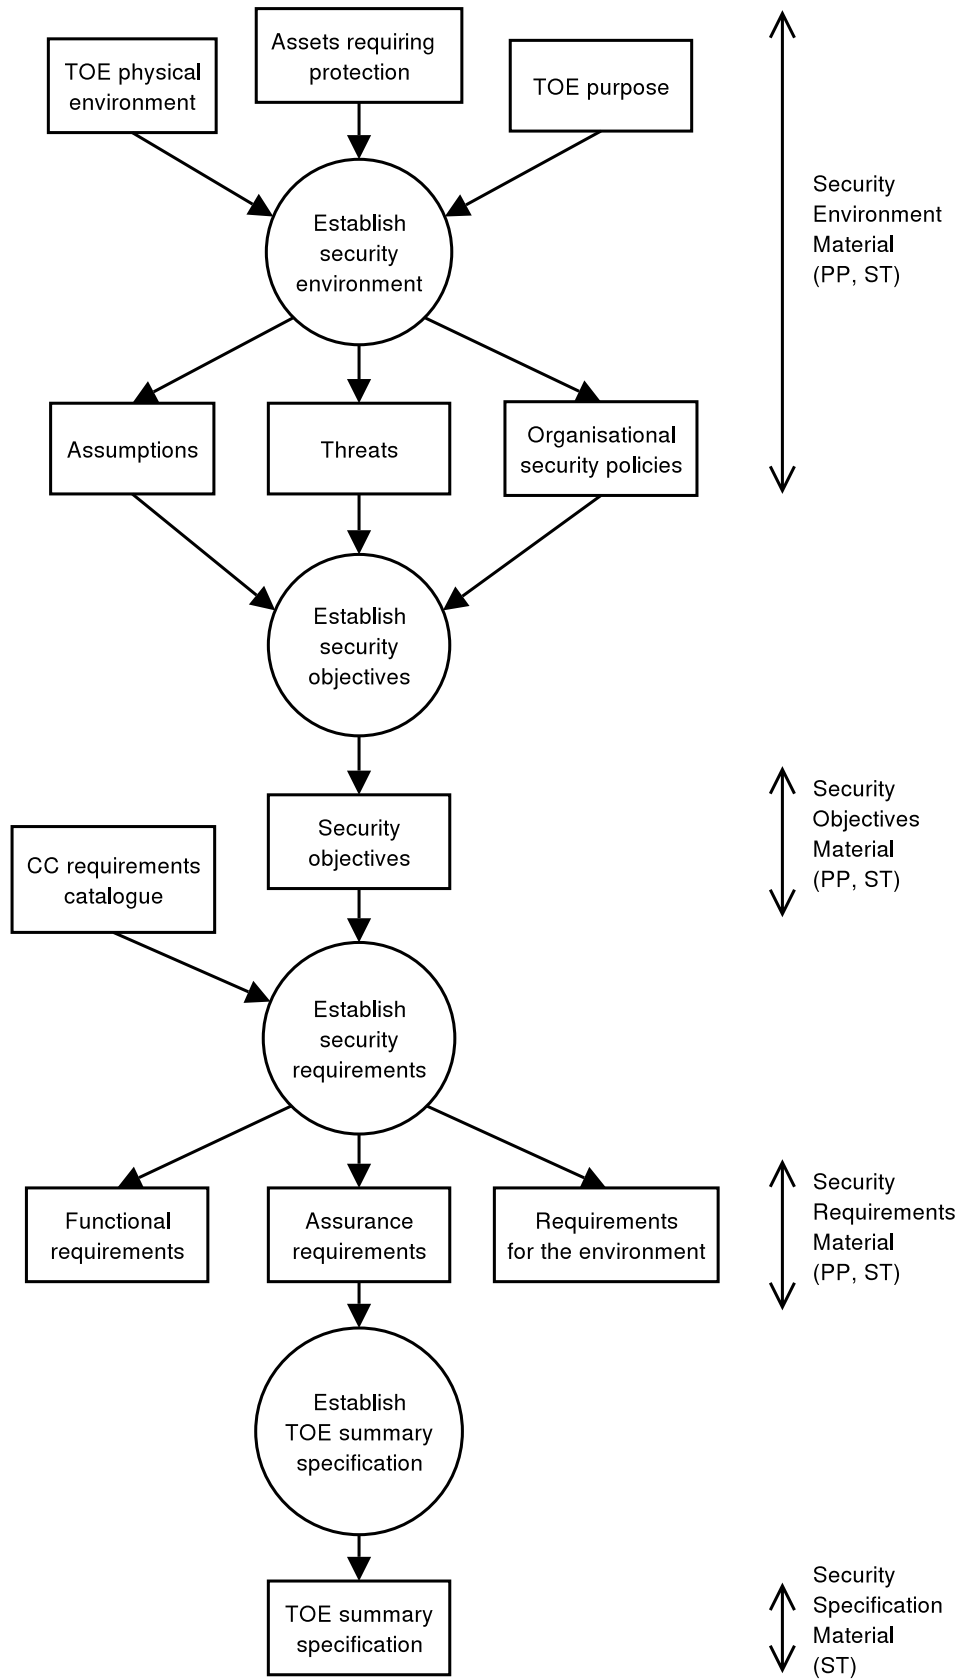 Assets requiring
protection
TOE physical
environment
TOE purpose
Security
Environment
Material
(PP, ST)
Establish
security
environment
Assumptions
Threats
Organisational
security policies
Establish
security
objectives
Security
objectives
Security
Objectives
Material
(PP, ST)
CC requirements
catalogue
Establish
security
requirements
Functional
requirements
Assurance
requirements
Requirements
for the environment
Security
Requirements
Material
(PP, ST)
Establish
TOE summary
specification
TOE summary
specification
Security
Specification
Material
(ST)